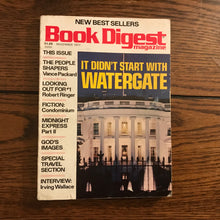 NEW BEST SELLERS
Book Digest
magazine
NOVEMBER 1977
THIS ISSUE
THE PEOPLE
SHAPERS
Vance Packard
LOOKING
OUT FOR #1
Robert Ringer
FICTION:
Condominium
MIDNIGHT
EXPRESS
Part II
GOD'S
IMAGES
SPECIAL
TRAVEL
SECTION
INTERVIEW:
Irving Wallace
IT DIDN'T START WITH
WATERGATE